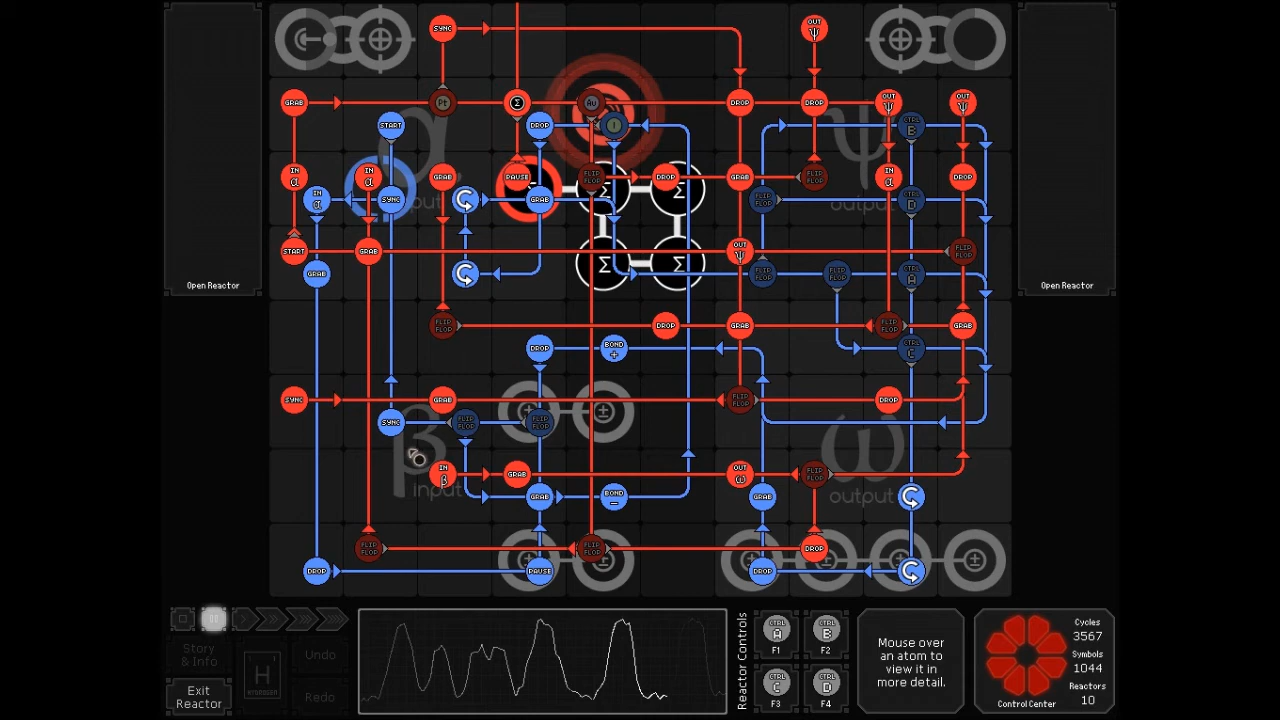 SYNC
OUT ψ
GRAB
Pt
Σ
Au
DROP
DROP
OUT ψ
OUT ψ
START
DROP
I
CTRL B
α
ψ
IN α
IN α
GRAB
PAUSE
FLIP FLOP
DROP
GRAB
FLIP FLOP
IN α
DROP
IN α
SYNC
input
GRAB
Σ
Σ
FLIP FLOP
output
CTRL D
START
GRAB
OUT ψ
FLIP FLOP
GRAB
Σ
Σ
FLIP FLOP
FLIP FLOP
CTRL A
Open Reactor
Open Reactor
FLIP FLOP
DROP
GRAB
FLIP FLOP
GRAB
DROP
BOND +
CTRL C
SYNC
GRAB
FLIP FLOP
DROP
SYNC
FLIP FLOP
FLIP FLOP
β
ω
IN β
GRAB
OUT ω
FLIP FLOP
input
GRAB
BOND -
GRAB
output
FLIP FLOP
FLIP FLOP
DROP
DROP
PAUSE
DROP
Story & Info
Undo
H
HYDROGEN
Exit Reactor
Redo
Reactor Controls
CTRL A
F1
CTRL B
F2
CTRL C
F3
CTRL D
F4
Mouse over
an atom to
view it in
more detail.
Cycles
3567
Symbols
1044
Reactors
10
Control Center